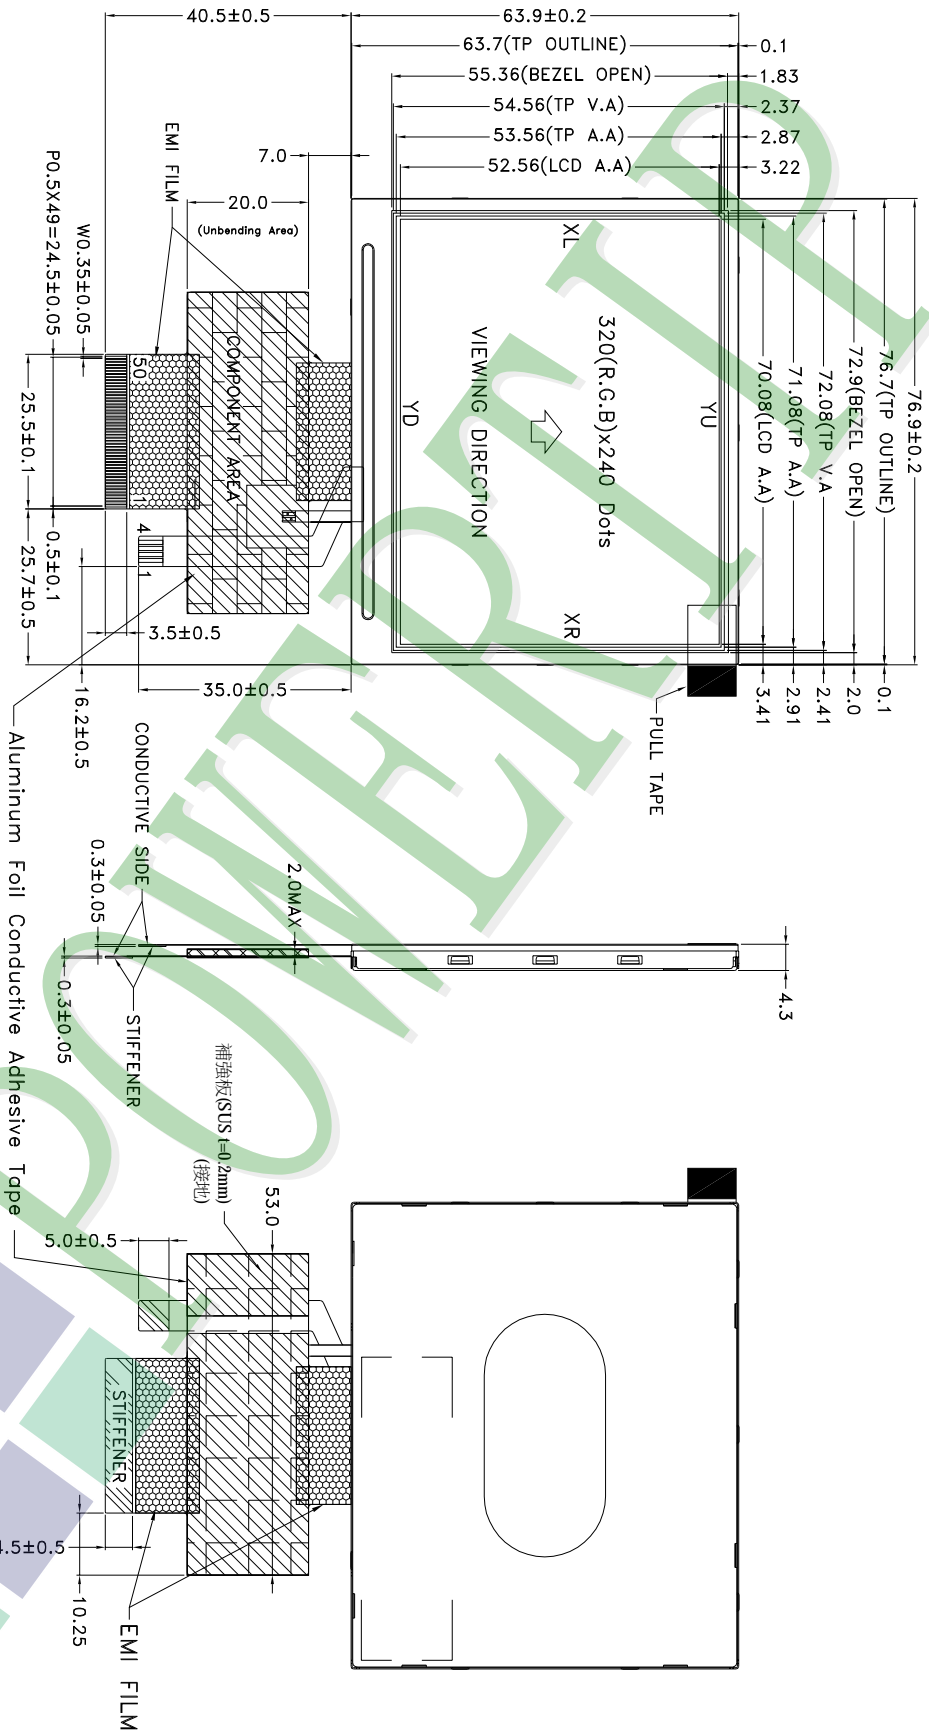 40.5±0.5
63.9±0.2
63.7(TP OUTLINE)
0.1
55.36(BEZEL OPEN)
1.83
54.56(TP V.A)
2.37
53.56(TP A.A)
2.87
52.56(LCD A.A)
3.22
7.0
20.0
(Unbending Area)
EMI FILM
P0.5X49=24.5±0.05
W0.35±0.05
25.5±0.1
0.5±0.1
25.7±0.5
3.5±0.5
16.2±0.5
35.0±0.5
50
1
4
1
COMPONENT AREA
XL
XR
YU
YD
320(R.G.B)x240 Dots
VIEWING DIRECTION
76.9±0.2
76.7(TP OUTLINE)
72.9(BEZEL OPEN)
72.08(TP V.A
71.08(TP A.A)
70.08(LCD A.A)
0.1
2.0
2.41
2.91
3.41
PULL TAPE
Aluminum Foil Conductive Adhesive Tape
CONDUCTIVE SIDE
0.3±0.05
0.3±0.05
2.0MAX
STIFFENER
4.3
補強板(SUS t=0.2mm)
(接地)
53.0
5.0±0.5
STIFFENER
4.5±0.5
10.25
EMI FILM
POWERTIP